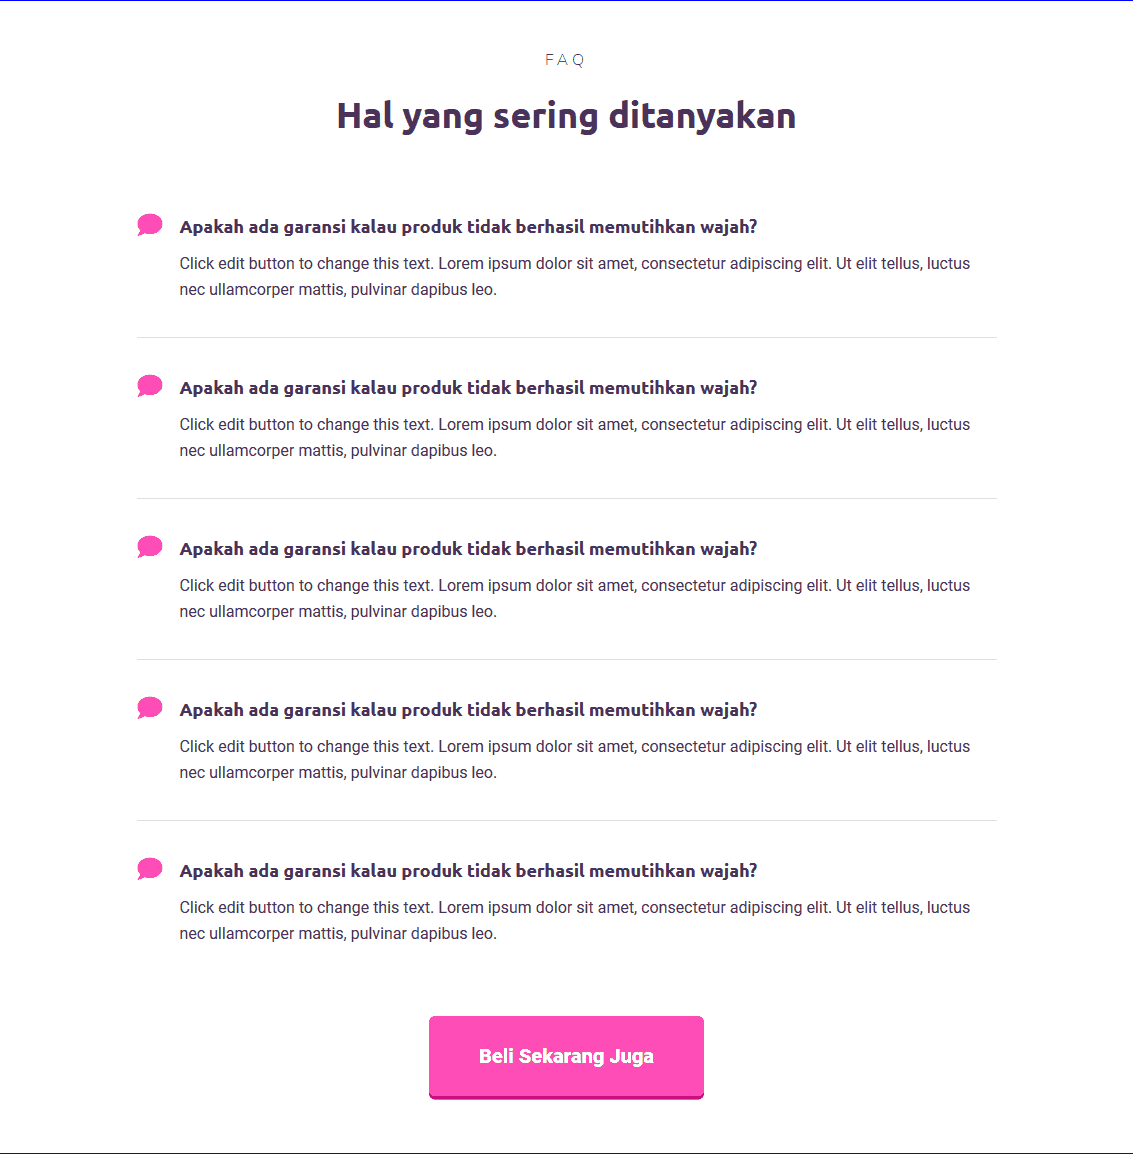 FAQ
Hal yang sering ditanyakan
Apakah ada garansi kalau produk tidak berhasil memutihkan wajah?
Click edit button to change this text. Lorem ipsum dolor sit amet, consectetur adipiscing elit. Ut elit tellus, luctus
nec ullamcorper mattis, pulvinar dapibus leo.
Apakah ada garansi kalau produk tidak berhasil memutihkan wajah?
Click edit button to change this text. Lorem ipsum dolor sit amet, consectetur adipiscing elit. Ut elit tellus, luctus
nec ullamcorper mattis, pulvinar dapibus leo.
Apakah ada garansi kalau produk tidak berhasil memutihkan wajah?
Click edit button to change this text. Lorem ipsum dolor sit amet, consectetur adipiscing elit. Ut elit tellus, luctus
nec ullamcorper mattis, pulvinar dapibus leo.
Apakah ada garansi kalau produk tidak berhasil memutihkan wajah?
Click edit button to change this text. Lorem ipsum dolor sit amet, consectetur adipiscing elit. Ut elit tellus, luctus
nec ullamcorper mattis, pulvinar dapibus leo.
Apakah ada garansi kalau produk tidak berhasil memutihkan wajah?
Click edit button to change this text. Lorem ipsum dolor sit amet, consectetur adipiscing elit. Ut elit tellus, luctus
nec ullamcorper mattis, pulvinar dapibus leo.
Beli Sekarang Juga